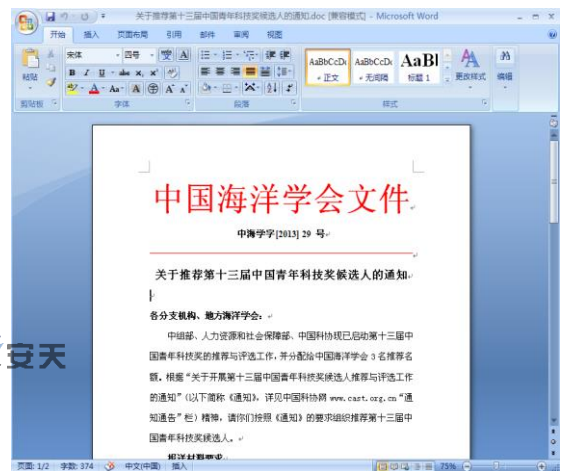 关于推荐第十三届中国青年科技奖候选人的通知.doc [兼容模式] - Microsoft Word
开始 插入 页面布局 引用 邮件 审阅 视图
宋体 四号
粘贴
AaBbCcDc AaBbCcDc AaBl
正文 无间隔 标题 1 更改样式 编辑
剪贴板 字体 段落 样式
中国海洋学会文件
中海学字[2013] 29 号
关于推荐第十三届中国青年科技奖候选人的通知
各分支机构、地方海洋学会：
中组部、人力资源和社会保障部、中国科协现已启动第十三届中
国青年科技奖的推荐与评选工作，并分配给中国海洋学会 3 名推荐名
额。根据“关于开展第十三届中国青年科技奖候选人推荐与评选工作
的通知”（以下简称《通知》，详见中国科协网 www.cast.org.cn“通
知通告”栏）精神，请你们按照《通知》的要求组织推荐第十三届中
国青年科技奖候选人。
报送材料要求
安天
页面: 1/2 字数: 374 中文(中国) 插入 75%